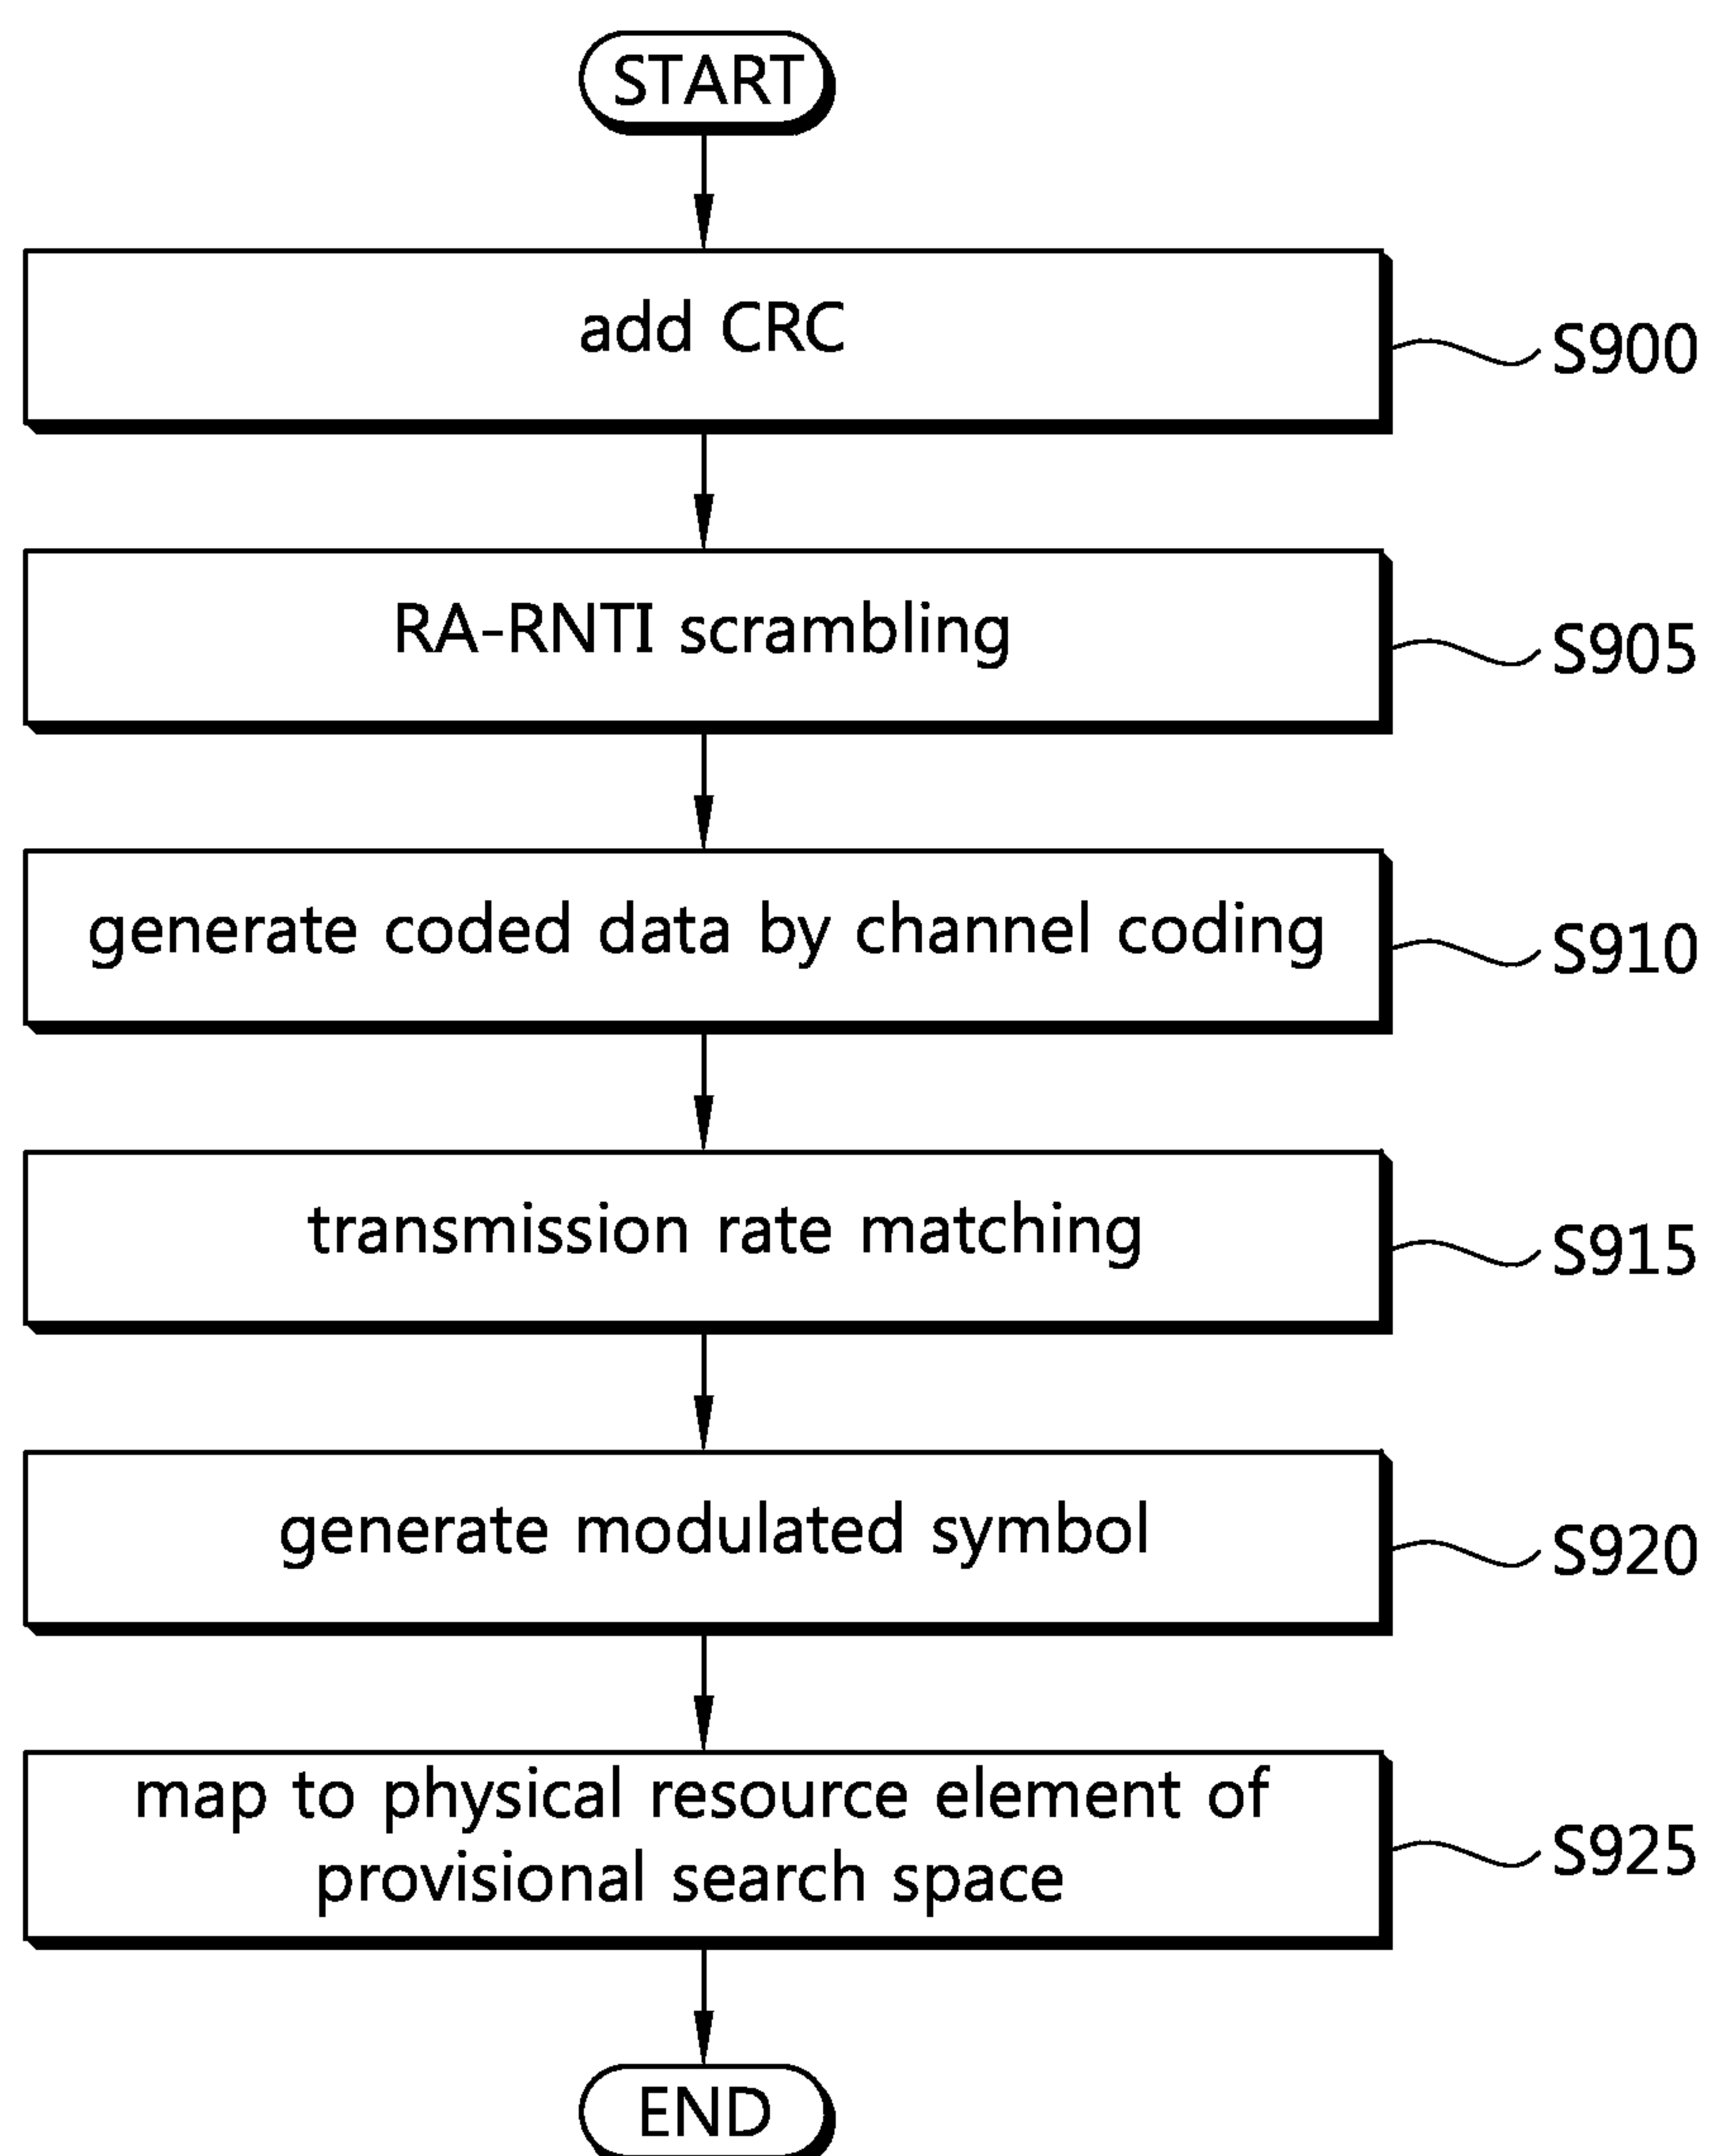 START
add CRC
S900
RA-RNTI scrambling
S905
generate coded data by channel coding
S910
transmission rate matching
S915
generate modulated symbol
S920
map to physical resource element of
provisional search space
S925
END